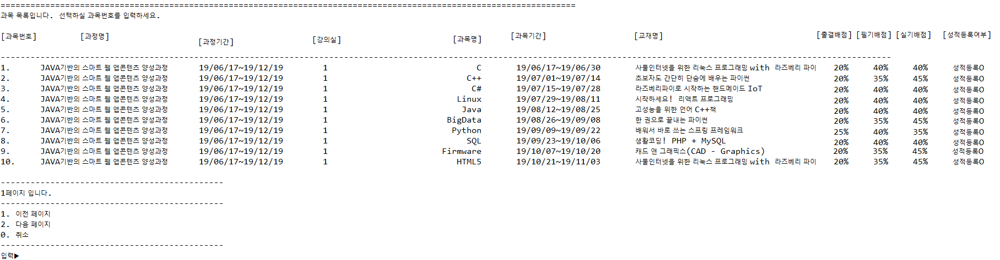 ====================================================================================================================
과목 목록입니다. 선택하실 과목번호를 입력하세요.
[과목번호] [과정명] [과정기간] [강의실] [과목명] [과목기간] [교재명] [출결배점] [필기배점] [실기배점] [성적등록여부]
------------------------------------------------------------------------------------------------------------------------------------------------------------------------------------
1. JAVA기반의 스마트 웹 앱콘텐츠 양성과정 19/06/17~19/12/19 1 C 19/06/17~19/06/30 사물인터넷을 위한 리눅스 프로그래밍 with 라즈베리 파이 20% 40% 40% 성적등록O
2. JAVA기반의 스마트 웹 앱콘텐츠 양성과정 19/06/17~19/12/19 1 C++ 19/07/01~19/07/14 초보자도 간단히 단숨에 배우는 파이썬 20% 35% 45% 성적등록O
3. JAVA기반의 스마트 웹 앱콘텐츠 양성과정 19/06/17~19/12/19 1 C# 19/07/15~19/07/28 라즈베리파이로 시작하는 핸드메이드 IoT 20% 40% 40% 성적등록O
4. JAVA기반의 스마트 웹 앱콘텐츠 양성과정 19/06/17~19/12/19 1 Linux 19/07/29~19/08/11 시작하세요! 리액트 프로그래밍 20% 40% 40% 성적등록O
5. JAVA기반의 스마트 웹 앱콘텐츠 양성과정 19/06/17~19/12/19 1 Java 19/08/12~19/08/25 고성능을 위한 언어 C++책 20% 40% 40% 성적등록O
6. JAVA기반의 스마트 웹 앱콘텐츠 양성과정 19/06/17~19/12/19 1 BigData 19/08/26~19/09/08 한 권으로 끝내는 파이썬 20% 35% 45% 성적등록O
7. JAVA기반의 스마트 웹 앱콘텐츠 양성과정 19/06/17~19/12/19 1 Python 19/09/09~19/09/22 배워서 바로 쓰는 스프링 프레임워크 25% 40% 35% 성적등록O
8. JAVA기반의 스마트 웹 앱콘텐츠 양성과정 19/06/17~19/12/19 1 SQL 19/09/23~19/10/06 생활코딩! PHP + MySQL 20% 40% 40% 성적등록O
9. JAVA기반의 스마트 웹 앱콘텐츠 양성과정 19/06/17~19/12/19 1 Firmware 19/10/07~19/10/20 캐드 앤 그래픽스(CAD - Graphics) 20% 35% 45% 성적등록O
10. JAVA기반의 스마트 웹 앱콘텐츠 양성과정 19/06/17~19/12/19 1 HTML5 19/10/21~19/11/03 사물인터넷을 위한 리눅스 프로그래밍 with 라즈베리 파이 20% 35% 45% 성적등록O
---------------------------------------------
1페이지 입니다.
---------------------------------------------
1. 이전 페이지
2. 다음 페이지
0. 취소
---------------------------------------------
입력▶